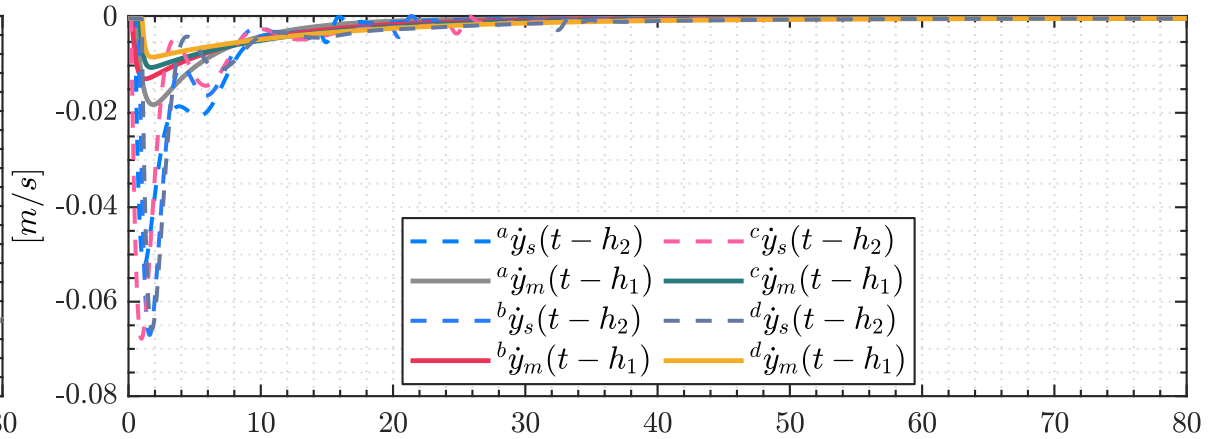 0
-0.02
-0.04
-0.06
-0.08
[m/s]
0 10 20 30 40 50 60 70 80
ᵃẏₛ(t − h₂) ᶜẏₛ(t − h₂)
ᵃẏₘ(t − h₁) ᶜẏₘ(t − h₁)
ᵇẏₛ(t − h₂) ᵈẏₛ(t − h₂)
ᵇẏₘ(t − h₁) ᵈẏₘ(t − h₁)